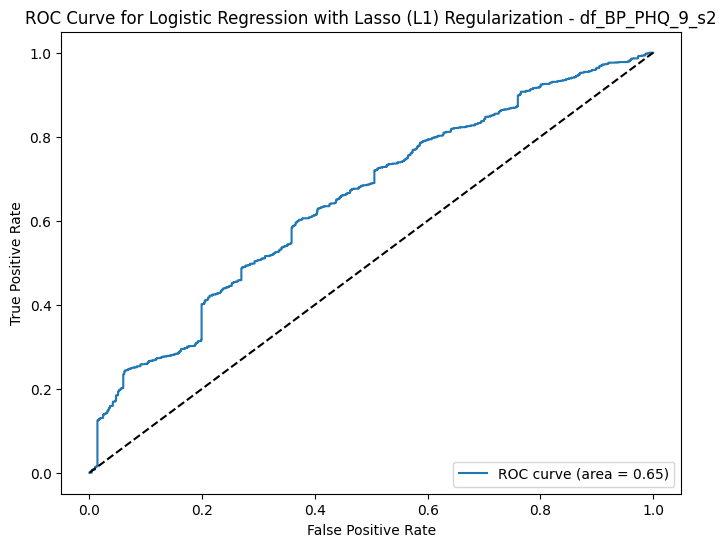 ROC Curve for Logistic Regression with Lasso (L1) Regularization - df_BP_PHQ_9_s2
1.0
0.8
0.6
0.4
0.2
0.0
True Positive Rate
ROC curve (area = 0.65)
0.0 0.2 0.4 0.6 0.8 1.0
False Positive Rate